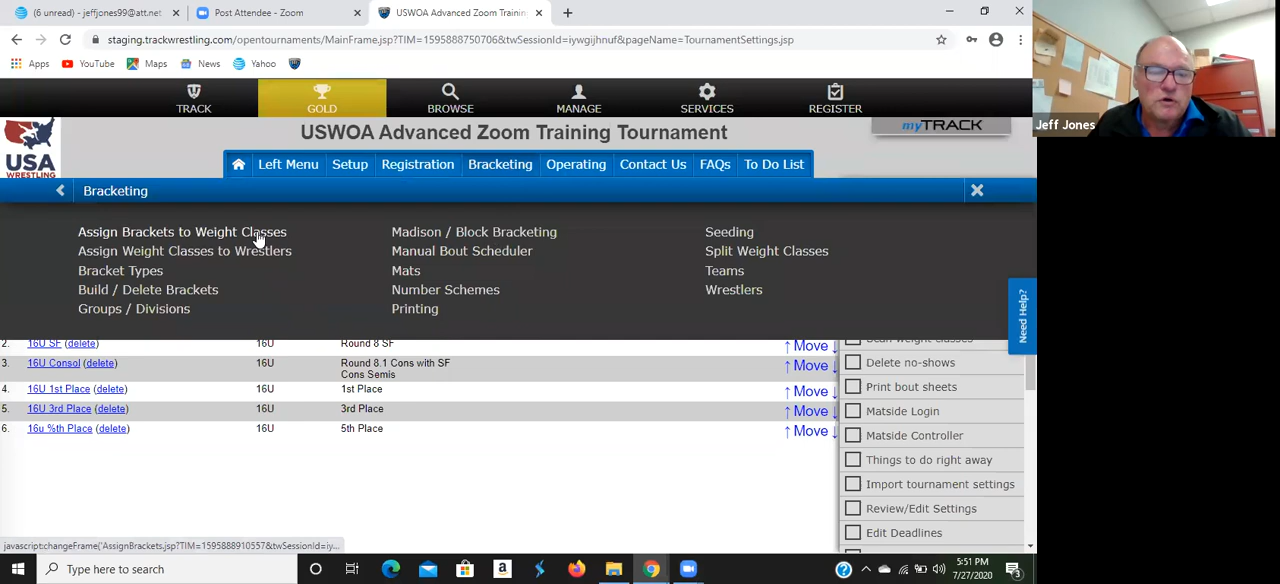 (6 unread) - jeffjones99@att.net
Post Attendee - Zoom
USWOA Advanced Zoom Trainin
staging.trackwrestling.com/opentournaments/MainFrame.jsp?TIM=1595888750706&twSessionId=iywgijhnuf&pageName=TournamentSettings.jsp
Apps YouTube Maps News Yahoo
TRACK GOLD BROWSE MANAGE SERVICES REGISTER
USWOA Advanced Zoom Training Tournament
myTRACK
USA
WRESTLING
Left Menu Setup Registration Bracketing Operating Contact Us FAQs To Do List
Bracketing
Assign Brackets to Weight Classes Madison / Block Bracketing Seeding
Assign Weight Classes to Wrestlers Manual Bout Scheduler Split Weight Classes
Bracket Types Mats Teams
Build / Delete Brackets Number Schemes Wrestlers
Groups / Divisions Printing
Need Help?
2. 16U SF (delete) 16U Round 8 SF ↑ Move ↓
3. 16U Consol (delete) 16U Round 8.1 Cons with SF ↑ Move ↓
Cons Semis
4. 16U 1st Place (delete) 16U 1st Place ↑ Move ↓
5. 16U 3rd Place (delete) 16U 3rd Place ↑ Move ↓
6. 16u %th Place (delete) 16U 5th Place ↑ Move ↓
Delete no-shows
Print bout sheets
Matside Login
Matside Controller
Things to do right away
Import tournament settings
Review/Edit Settings
Edit Deadlines
javascript:changeFrame('AssignBrackets.jsp?TIM=1595888910557&twSessionId=iy...
Type here to search
5:51 PM
7/27/2020
3
Jeff Jones